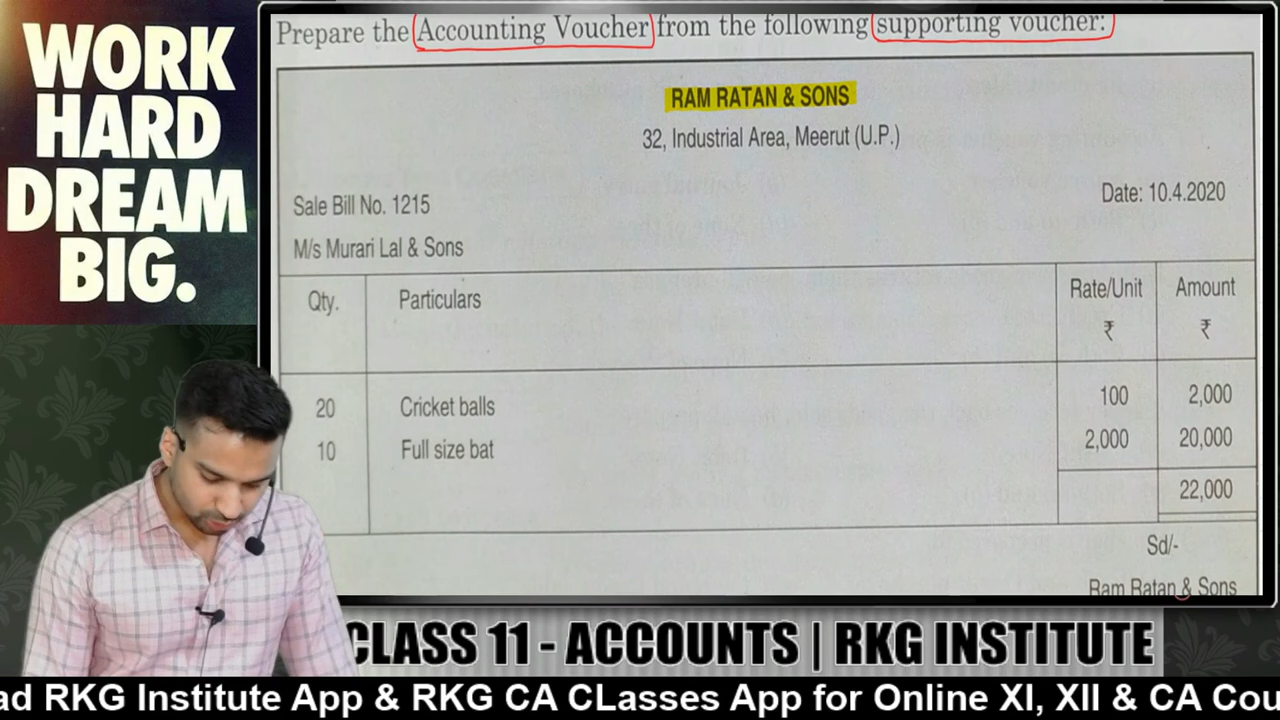 WORK
HARD
DREAM
BIG.
Prepare the Accounting Voucher from the following supporting voucher:
RAM RATAN & SONS
32, Industrial Area, Meerut (U.P.)
Sale Bill No. 1215 Date: 10.4.2020
M/s Murari Lal & Sons
Qty. Particulars Rate/Unit Amount
₹ ₹
20 Cricket balls 100 2,000
10 Full size bat 2,000 20,000
22,000
Sd/-
Ram Ratan & Sons
CLASS 11 - ACCOUNTS | RKG INSTITUTE
RKG Institute App & RKG CA CLasses App for Online XI, XII & CA